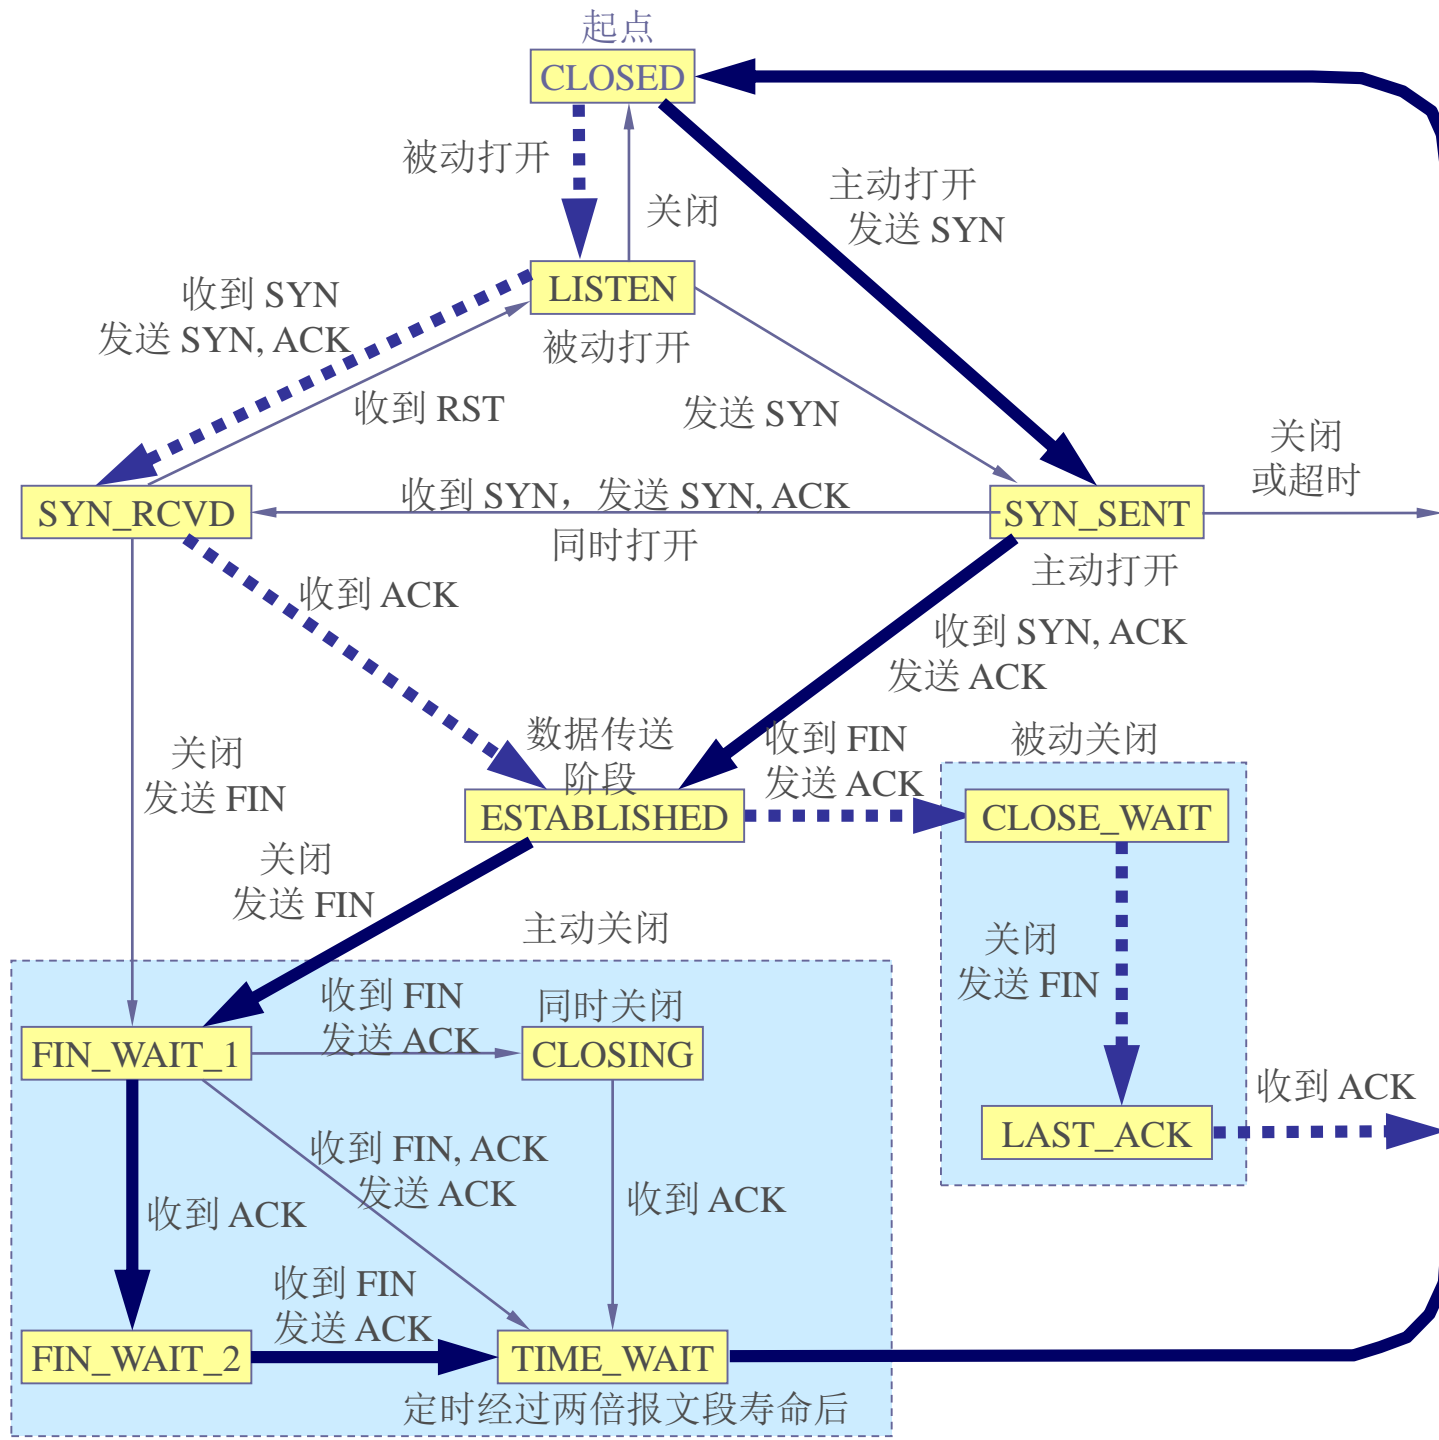 起点
CLOSED
被动打开
关闭
主动打开
发送 SYN
收到 SYN
发送 SYN, ACK
LISTEN
被动打开
收到 RST
发送 SYN
关闭
或超时
SYN_RCVD
收到 SYN，发送 SYN, ACK
同时打开
SYN_SENT
主动打开
收到 ACK
收到 SYN, ACK
发送 ACK
关闭
发送 FIN
数据传送
阶段
ESTABLISHED
收到 FIN
发送 ACK
被动关闭
CLOSE_WAIT
关闭
发送 FIN
主动关闭
关闭
发送 FIN
收到 FIN
发送 ACK
同时关闭
FIN_WAIT_1
CLOSING
LAST_ACK
收到 ACK
收到 FIN, ACK
发送 ACK
收到 ACK
收到 ACK
收到 FIN
发送 ACK
FIN_WAIT_2
TIME_WAIT
定时经过两倍报文段寿命后